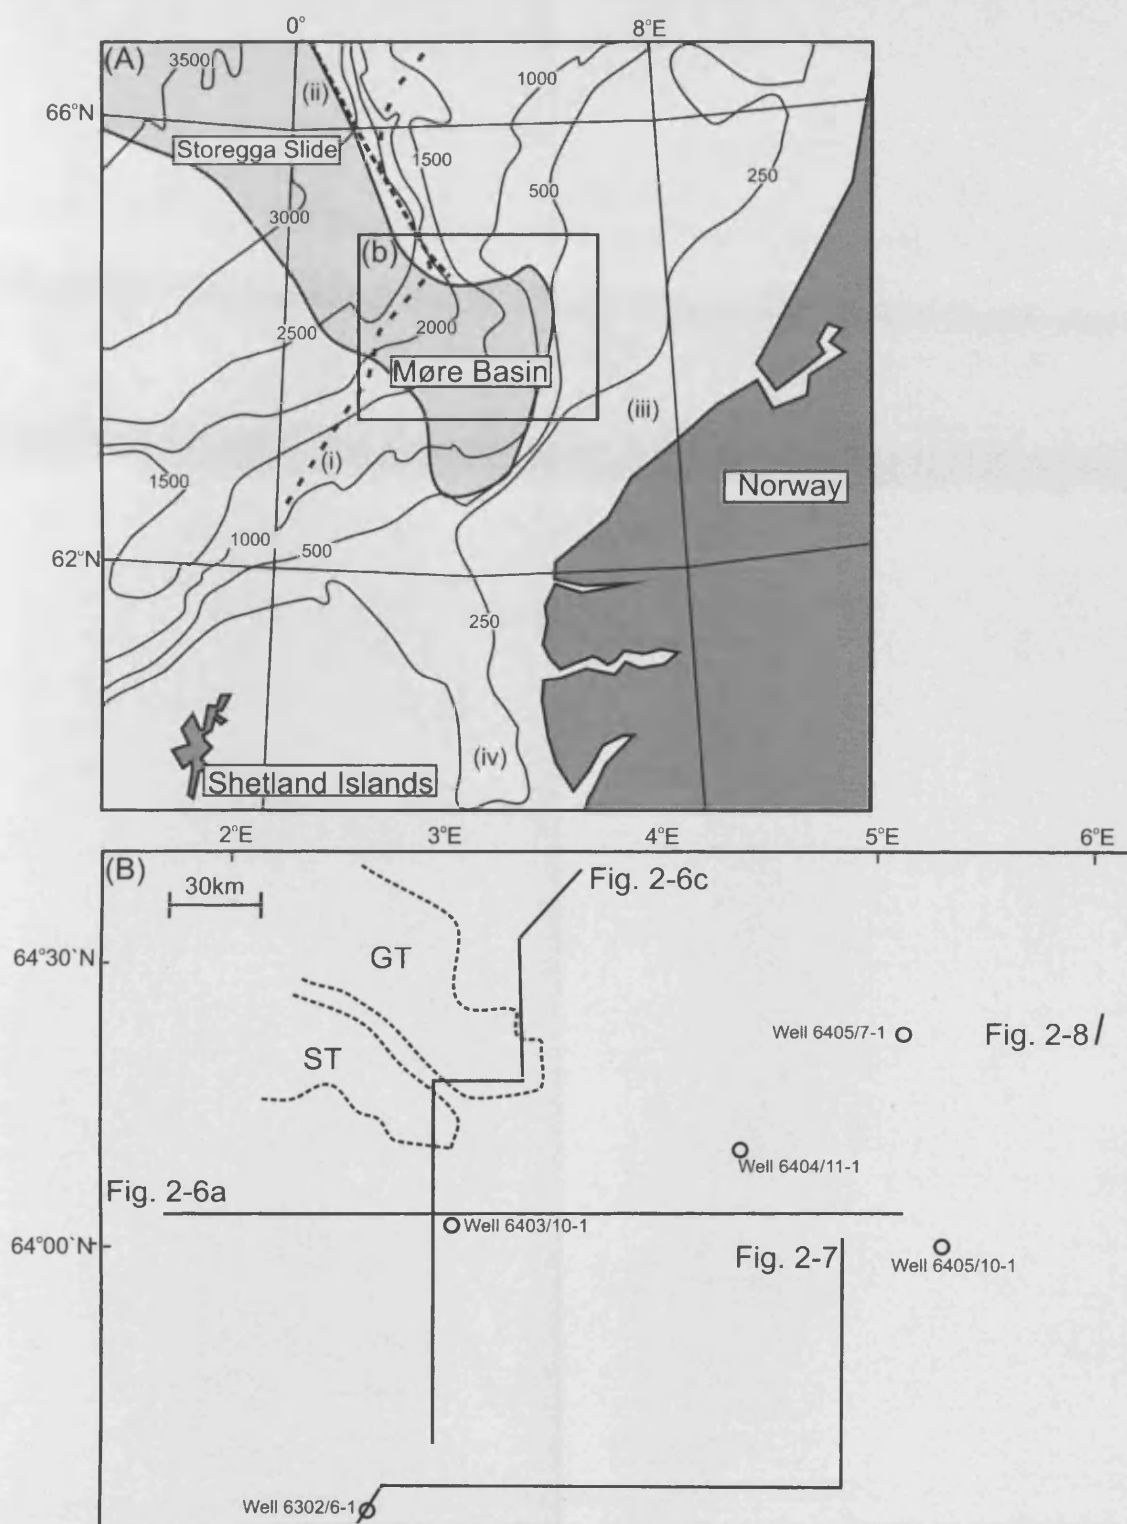 0°
8°E
(A)
3500
1000
(ii)
66°N
Storegga Slide
1500
500
250
3000
(b)
2500
2000
Møre Basin
(iii)
(i)
1500
Norway
1000
500
62°N
250
(iv)
Shetland Islands
2°E
3°E
4°E
5°E
6°E
(B)
30km
Fig. 2-6c
GT
64°30`N
Well 6405/7-1
Fig. 2-8
ST
Well 6404/11-1
Fig. 2-6a
Well 6403/10-1
64°00`N
Fig. 2-7
Well 6405/10-1
Well 6302/6-1